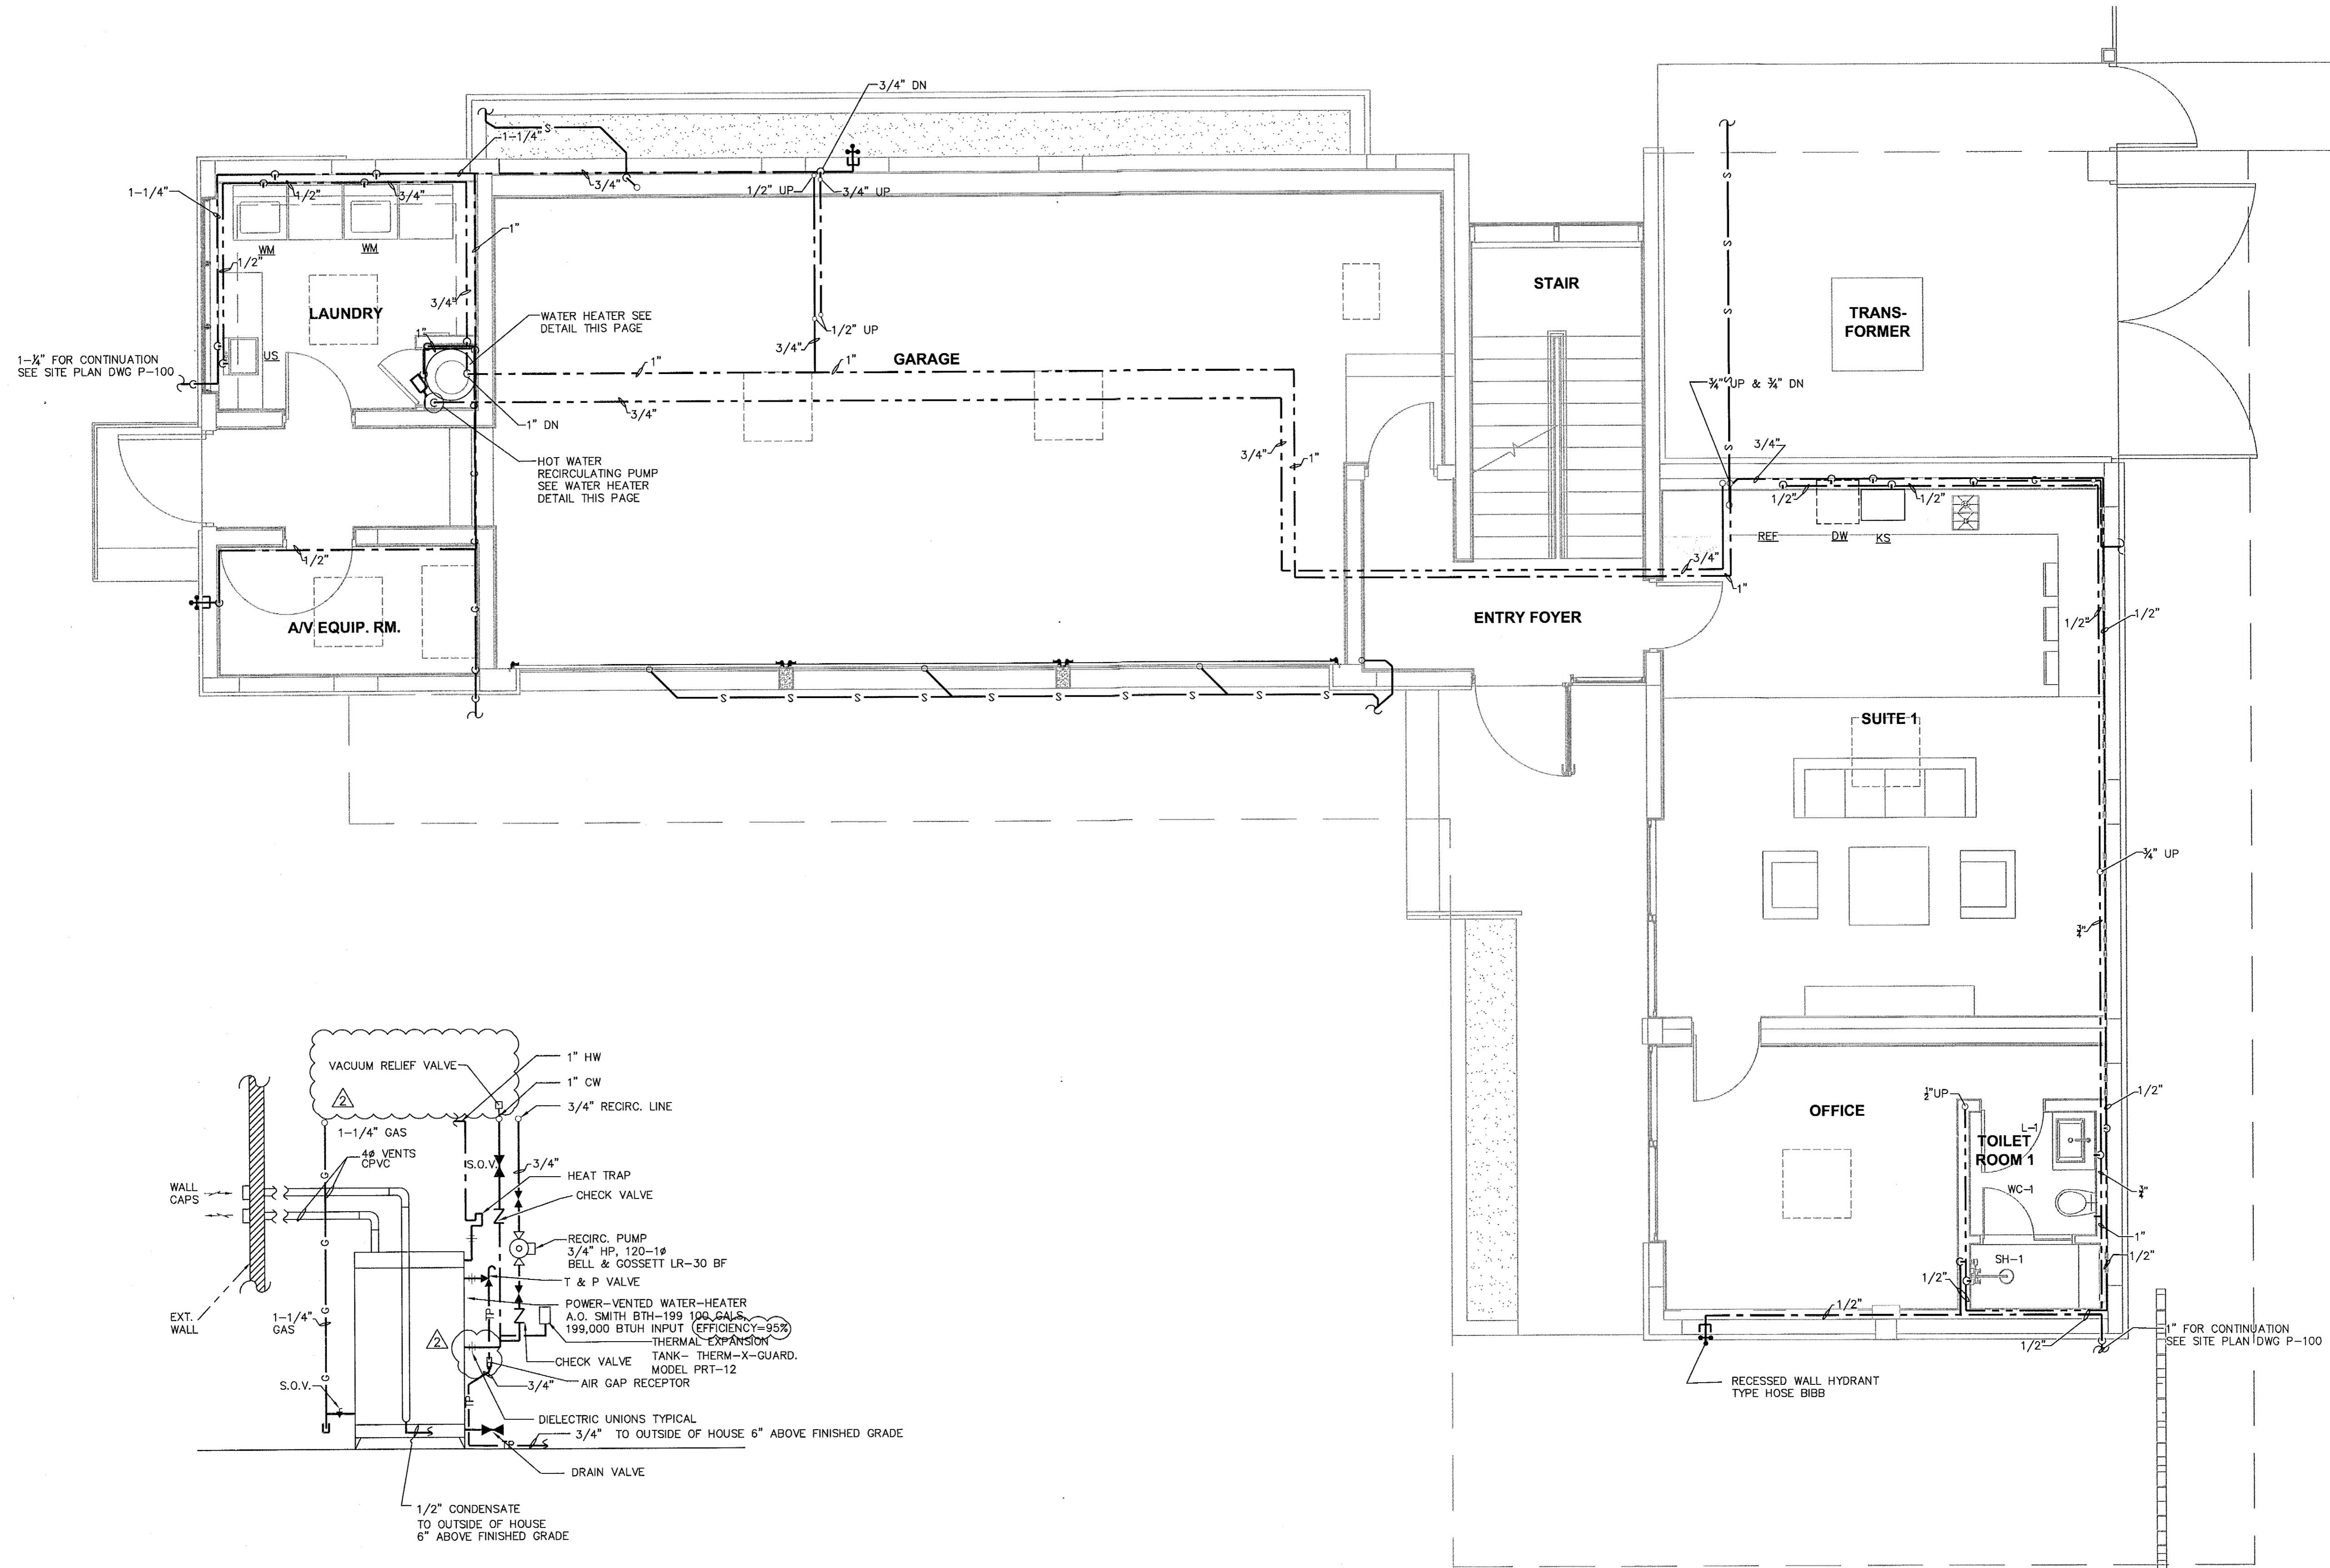 3/4" DN
1-1/4"
S
3/4"
1/2" UP
3/4" UP
1-1/4"
1/2"
3/4"
1"
WM
WM
1/2"
3/4"
LAUNDRY
WATER HEATER SEE
DETAIL THIS PAGE
1/2" UP
3/4"
1"
US
1-¼" FOR CONTINUATION
SEE SITE PLAN DWG P-100
1"
GARAGE
1"
3/4"
1" DN
HOT WATER
RECIRCULATING PUMP
SEE WATER HEATER
DETAIL THIS PAGE
3/4"
1"
STAIR
TRANS-
FORMER
S
S
S
S
S
¾" UP & ¾" DN
3/4"
1/2"
1/2"
G
REF
DW
KS
G
G
G
1/2"
A/V EQUIP. RM.
3/4"
1"
ENTRY FOYER
1/2"
1/2"
S S S S S S S S S S
SUITE 1
¾" UP
¾"
½"UP
1/2"
OFFICE
L-1
TOILET
ROOM 1
WC-1
¾"
1"
SH-1
1/2"
1/2"
1/2"
1/2"
1" FOR CONTINUATION
SEE SITE PLAN DWG P-100
RECESSED WALL HYDRANT
TYPE HOSE BIBB
VACUUM RELIEF VALVE
2
1" HW
1" CW
3/4" RECIRC. LINE
1-1/4" GAS
4ø VENTS
CPVC
S.O.V.
3/4"
HEAT TRAP
CHECK VALVE
WALL
CAPS
G
G
G
G
RECIRC. PUMP
3/4" HP, 120-1ø
BELL & GOSSETT LR-30 BF
T & P VALVE
TP
POWER-VENTED WATER-HEATER
A.O. SMITH BTH-199 100 GALS,
199,000 BTUH INPUT EFFICIENCY=95%
THERMAL EXPANSION
TANK- THERM-X-GUARD.
MODEL PRT-12
EXT.
WALL
1-1/4"
GAS
2
CHECK VALVE
3/4"
AIR GAP RECEPTOR
S.O.V.
TP
DIELECTRIC UNIONS TYPICAL
3/4" TO OUTSIDE OF HOUSE 6" ABOVE FINISHED GRADE
TP
DRAIN VALVE
1/2" CONDENSATE
TO OUTSIDE OF HOUSE
6" ABOVE FINISHED GRADE